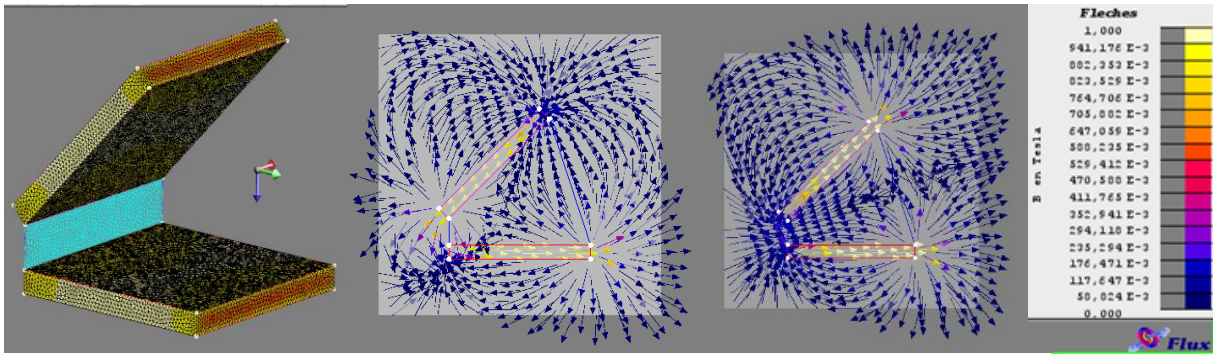 Fleches
1,000
941,176 E-3
882,353 E-3
823,529 E-3
764,706 E-3
705,882 E-3
647,059 E-3
588,235 E-3
529,412 E-3
470,588 E-3
411,765 E-3
352,941 E-3
294,118 E-3
235,294 E-3
176,471 E-3
117,647 E-3
58,824 E-3
0,000
B en Tesla
Flux